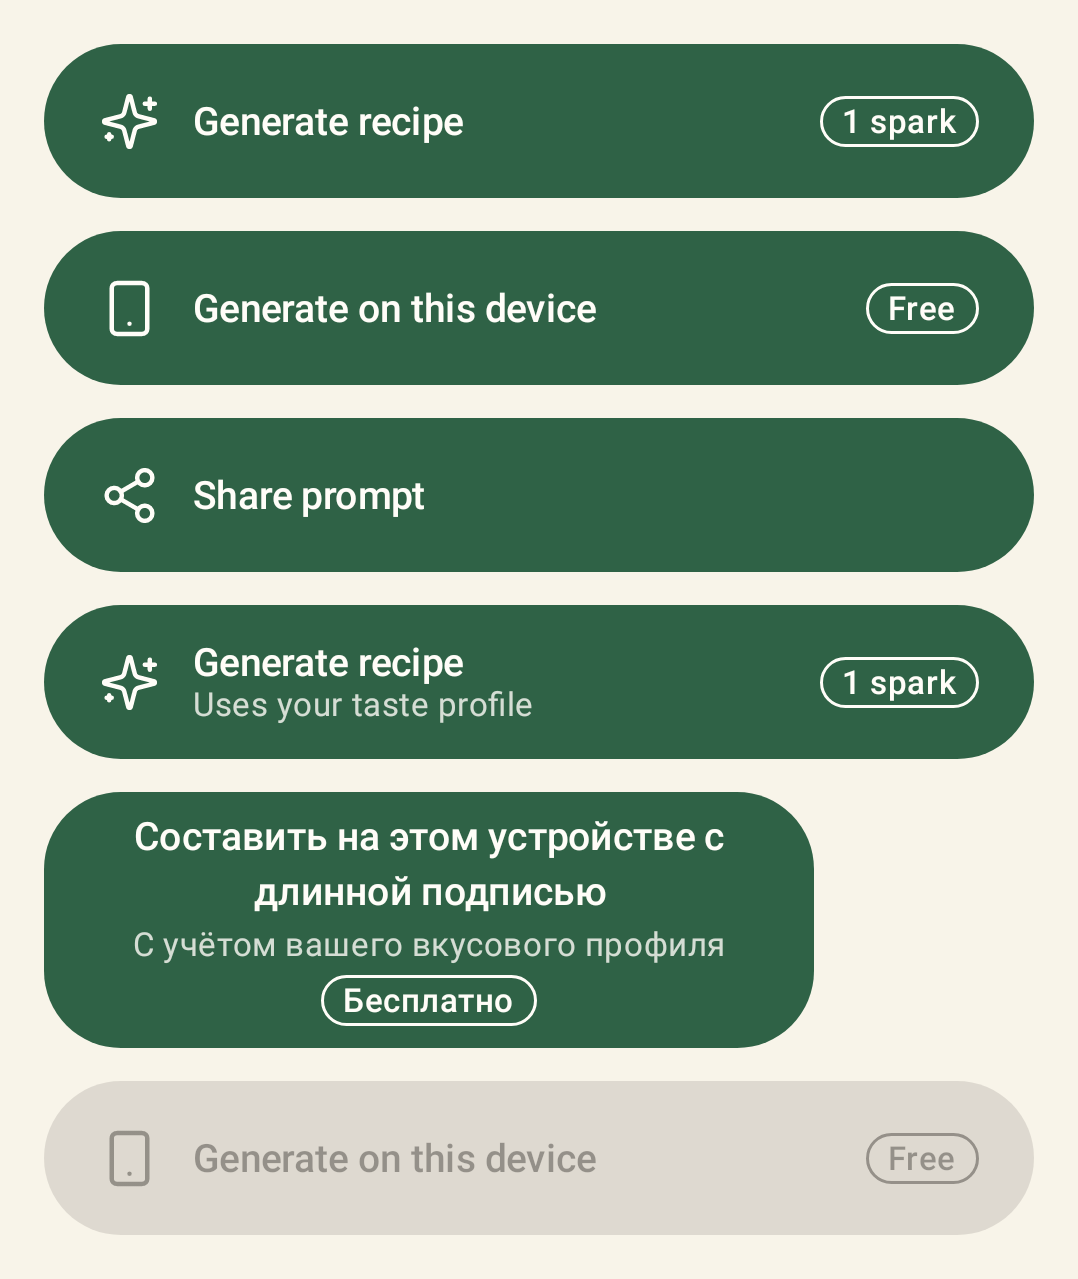 Generate recipe
1 spark
Generate on this device
Free
Share prompt
Generate recipe
Uses your taste profile
1 spark
Составить на этом устройстве с
длинной подписью
С учётом вашего вкусового профиля
Бесплатно
Generate on this device
Free